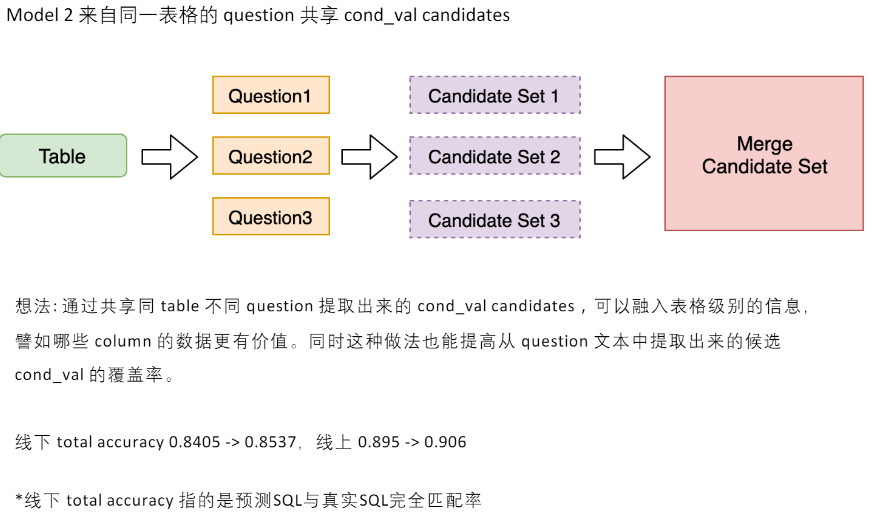 Model 2 来自同一表格的 question 共享 cond_val candidates
Question1
Candidate Set 1
Table
Question2
Candidate Set 2
Merge
Candidate Set
Question3
Candidate Set 3
想法: 通过共享同 table 不同 question 提取出来的 cond_val candidates，可以融入表格级别的信息,
譬如哪些 column 的数据更有价值。同时这种做法也能提高从 question 文本中提取出来的候选
cond_val 的覆盖率。
线下 total accuracy 0.8405 -> 0.8537, 线上 0.895 -> 0.906
*线下 total accuracy 指的是预测SQL与真实SQL完全匹配率